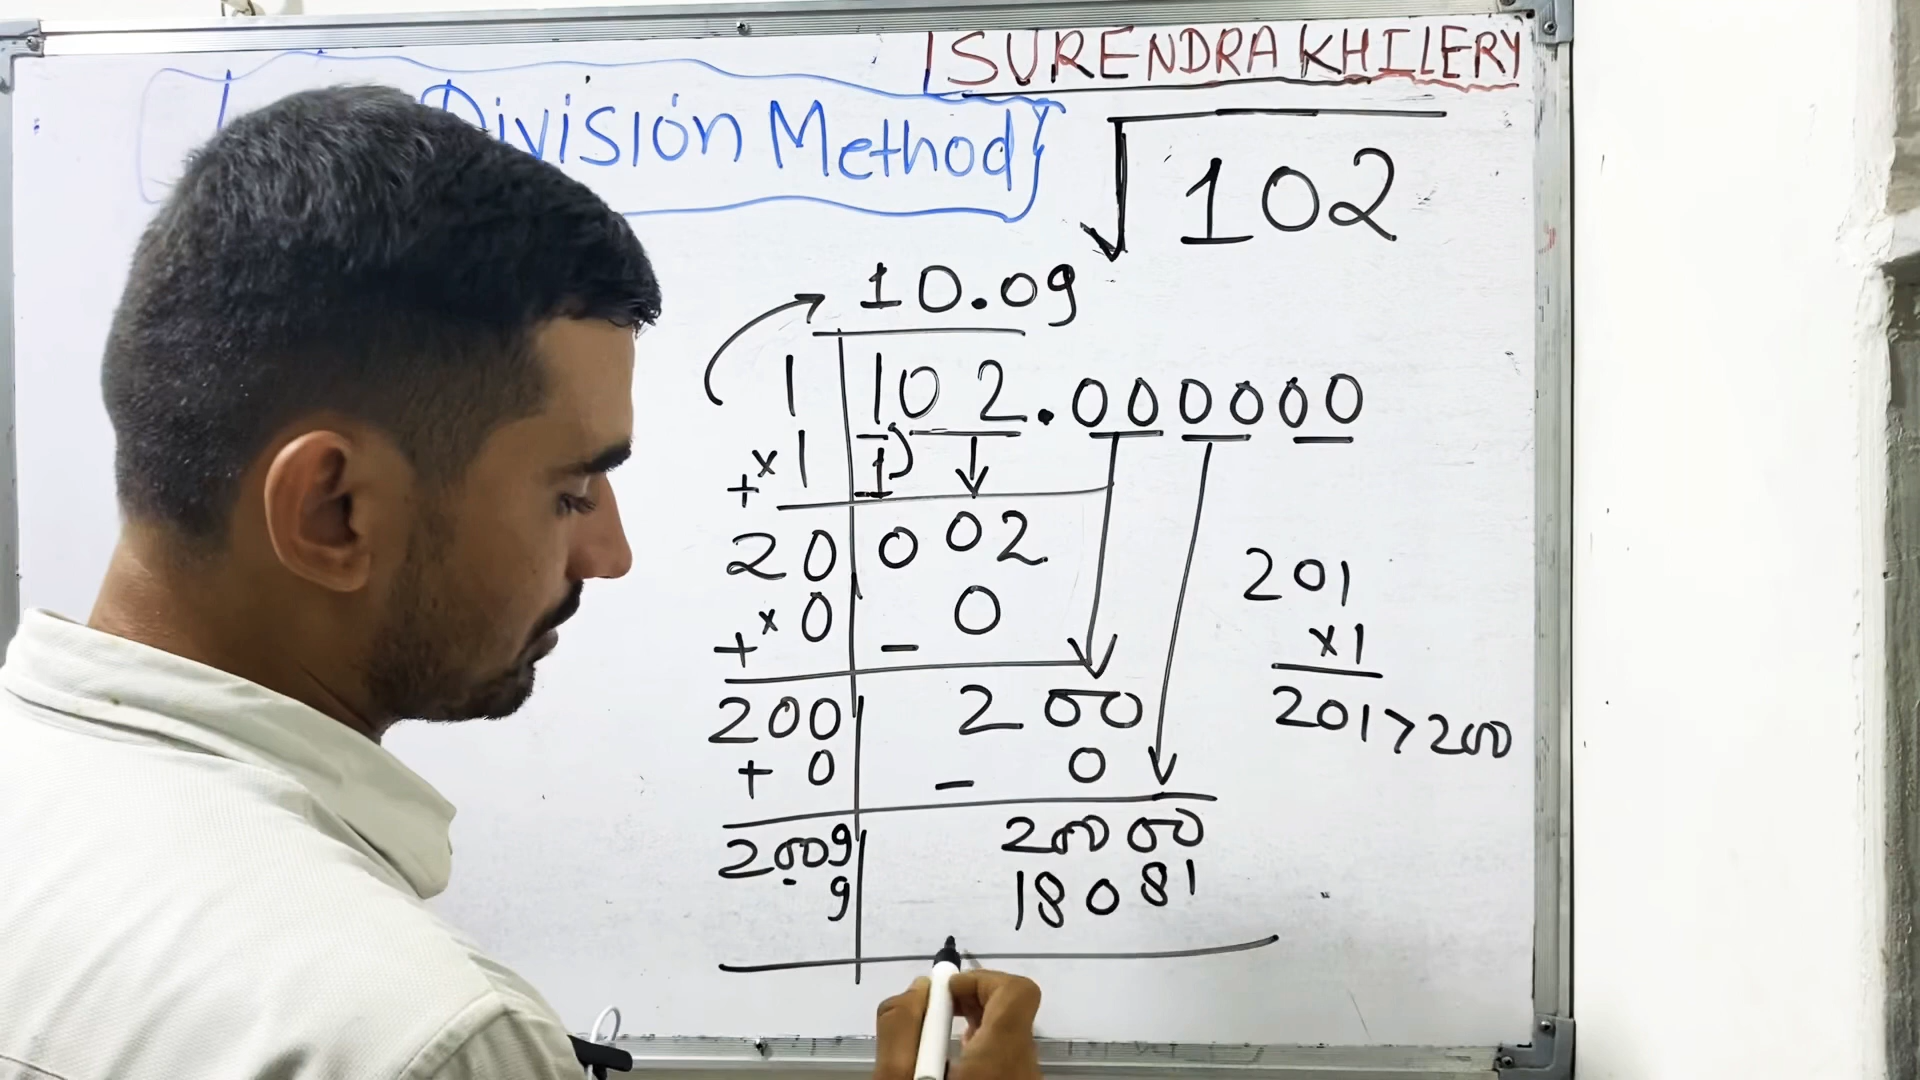 SURENDRA KHILERY
Division Method
√102
10.09
1 | 102.000000
+ × 1 | 1
20 | 002
+ × 0 | - 0
200 | 200
+ 0 | - 0
2009 | 20000
9 | 18081
201
×1
201>200